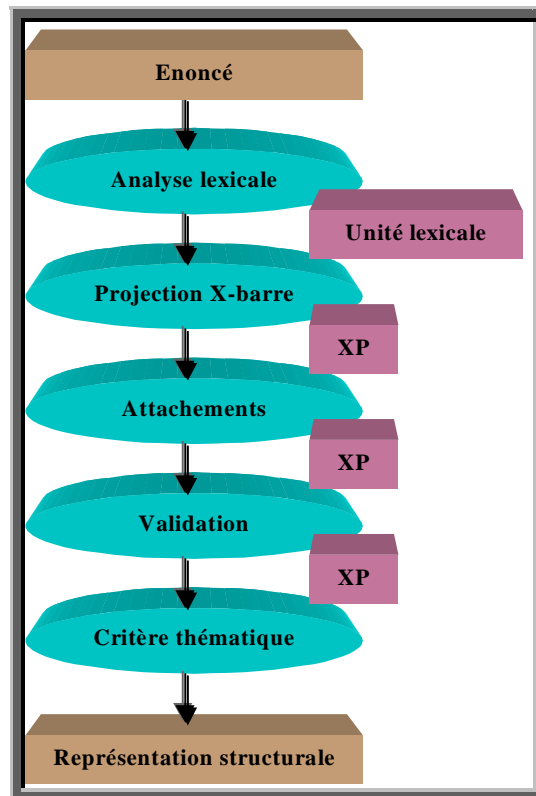 Enoncé
Analyse lexicale
Unité lexicale
Projection X-barre
XP
Attachements
XP
Validation
XP
Critère thématique
Représentation structurale